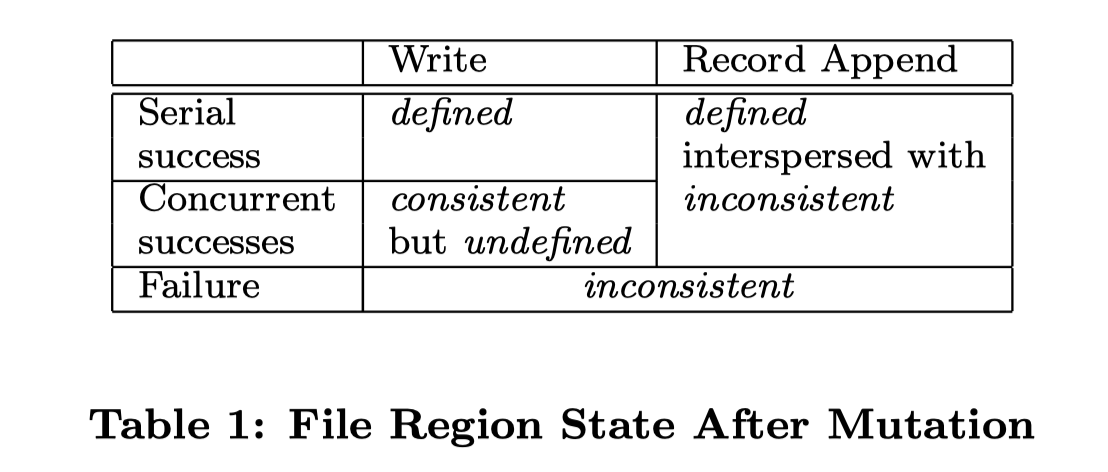 Write Record Append
Serial defined defined
success interspersed with
Concurrent consistent inconsistent
successes but undefined
Failure inconsistent
Table 1: File Region State After Mutation